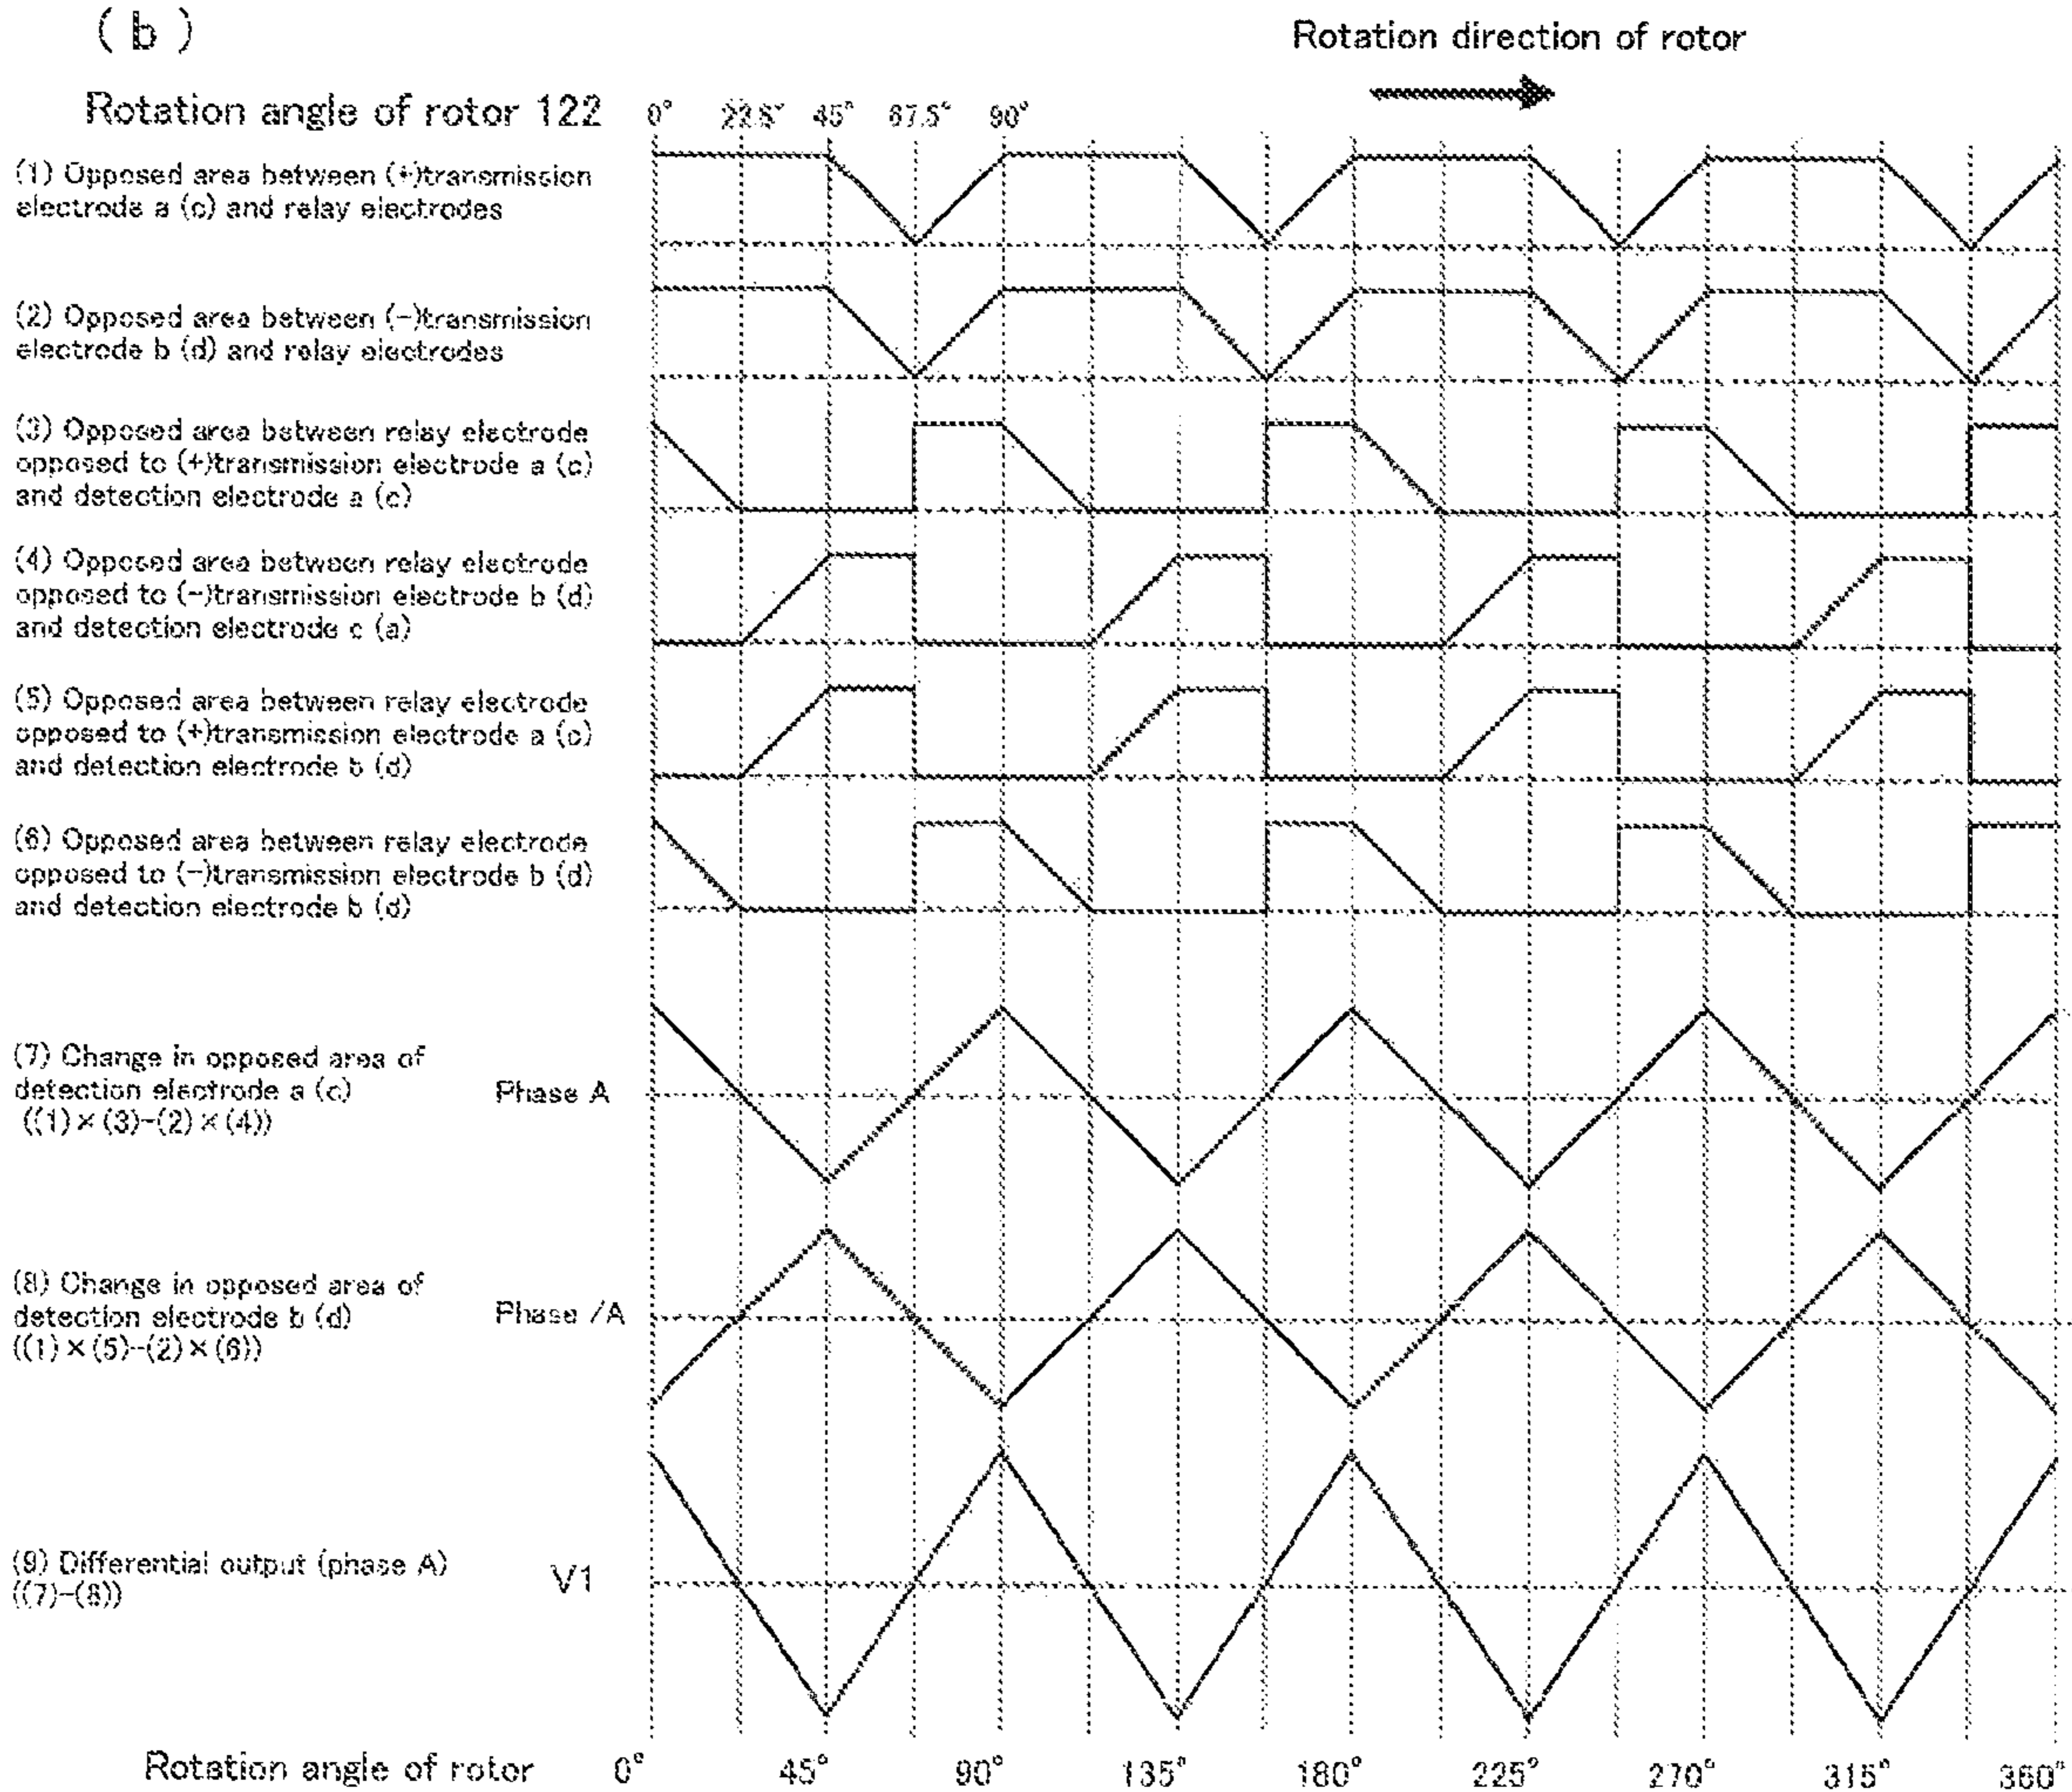 ( b )
Rotation direction of rotor
Rotation angle of rotor 122 0° 22.5° 45° 67.5° 90°
(1) Opposed area between (+)transmission
electrode a (c) and relay electrodes
(2) Opposed area between (-)transmission
electrode b (d) and relay electrodes
(3) Opposed area between relay electrode
opposed to (+)transmission electrode a (c)
and detection electrode a (c)
(4) Opposed area between relay electrode
opposed to (-)transmission electrode b (d)
and detection electrode c (a)
(5) Opposed area between relay electrode
opposed to (+)transmission electrode a (c)
and detection electrode b (d)
(6) Opposed area between relay electrode
opposed to (-)transmission electrode b (d)
and detection electrode b (d)
(7) Change in opposed area of
detection electrode a (c) Phase A
((1)×(3)-(2)×(4))
(8) Change in opposed area of
detection electrode b (d) Phase /A
((1)×(5)-(2)×(6))
(9) Differential output (phase A) V1
((7)-(8))
Rotation angle of rotor 0° 45° 90° 135° 180° 225° 270° 315° 360°